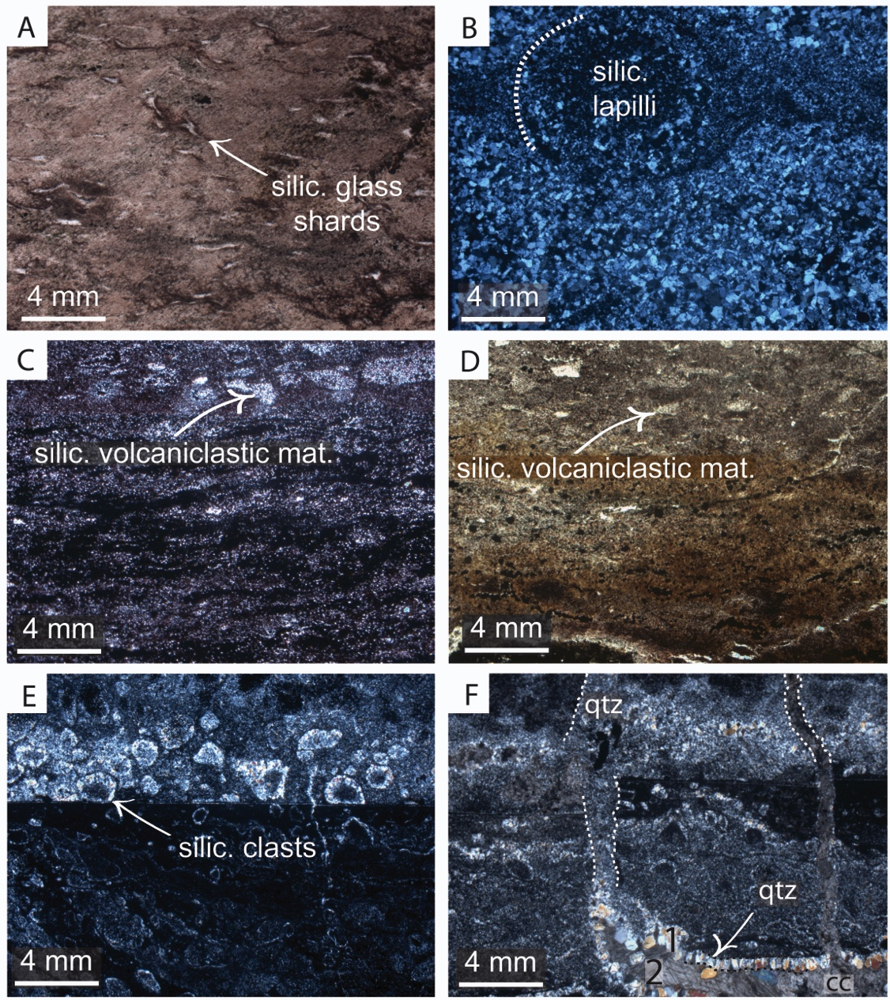 A
silic. glass
shards
4 mm
B
silic.
lapilli
4 mm
C
silic. volcaniclastic mat.
4 mm
D
silic. volcaniclastic mat.
4 mm
E
silic. clasts
4 mm
F
qtz
qtz
1
2
cc
4 mm